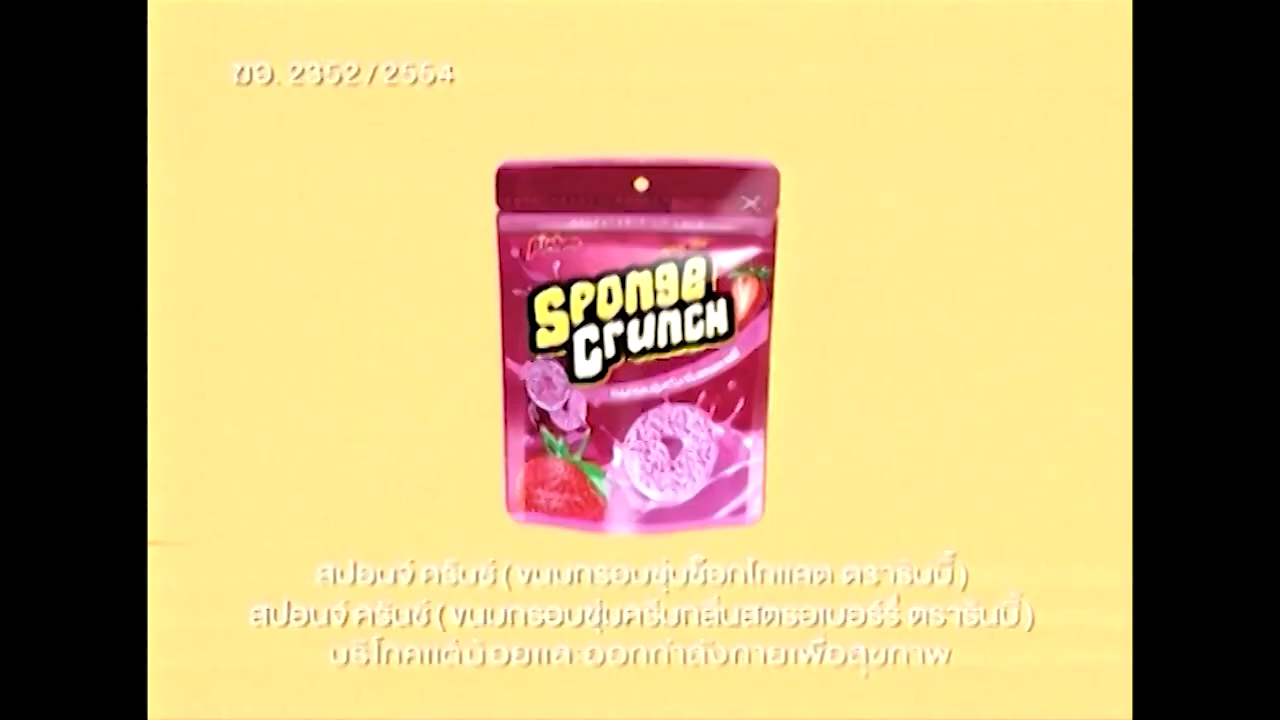 ฆอ. 2352/2554
Sponge
Crunch
สปอนจ์ ครันช์ (ขนมกรอบชุ่มช็อกโกแลต ตรารินบี้)
สปอนจ์ ครันช์ (ขนมกรอบชุ่มครีมกลิ่นสตรอเบอร์รี่ ตรารินบี้)
บริโภคแต่น้อยและออกกำลังกายเพื่อสุขภาพ